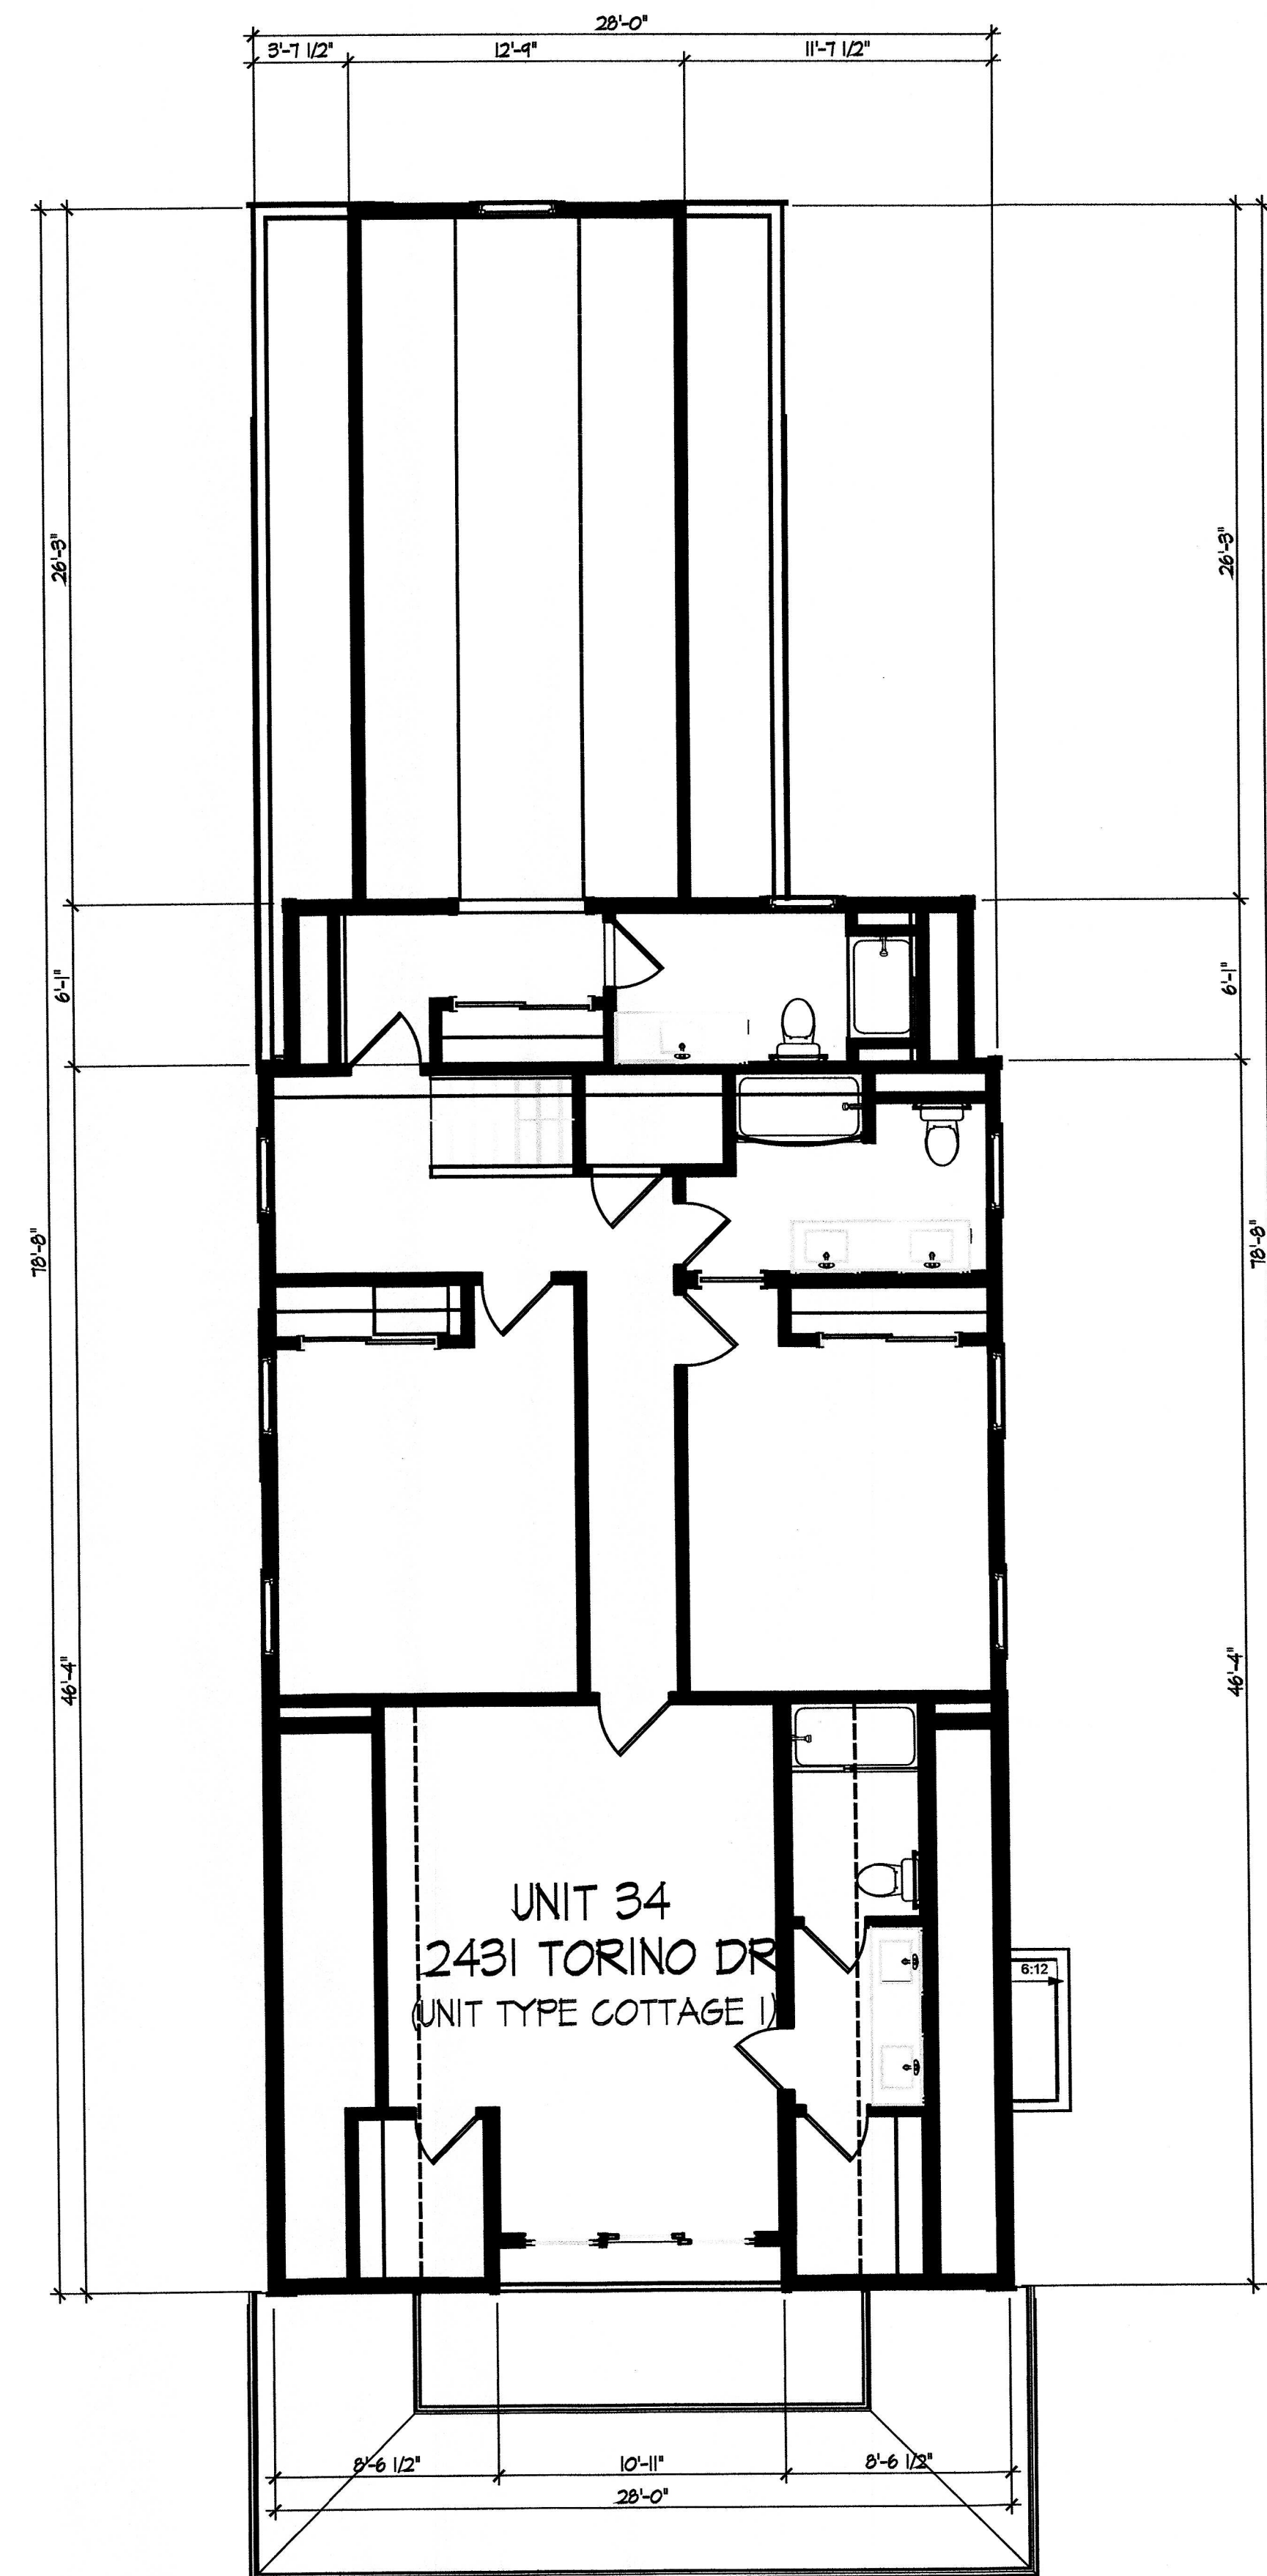 28'-0"
3'-7 1/2" 12'-9" 11'-7 1/2"
26'-3"
26'-3"
6'-1"
6'-1"
78'-8"
78'-8"
46'-4"
46'-4"
UNIT 34
2431 TORINO DR
(UNIT TYPE COTTAGE 1)
6:12
8'-6 1/2" 10'-11" 8'-6 1/2"
28'-0"